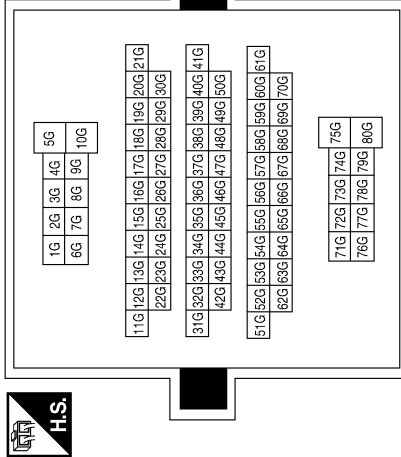 1G 2G 3G 4G 5G
6G 7G 8G 9G 10G
11G 12G 13G 14G 15G 16G 17G 18G 19G 20G 21G
22G 23G 24G 25G 26G 27G 28G 29G 30G
31G 32G 33G 34G 35G 36G 37G 38G 39G 40G 41G
42G 43G 44G 45G 46G 47G 48G 49G 50G
51G 52G 53G 54G 55G 56G 57G 58G 59G 60G 61G
62G 63G 64G 65G 66G 67G 68G 69G 70G
71G 72G 73G 74G 75G
76G 77G 78G 79G 80G
H.S.